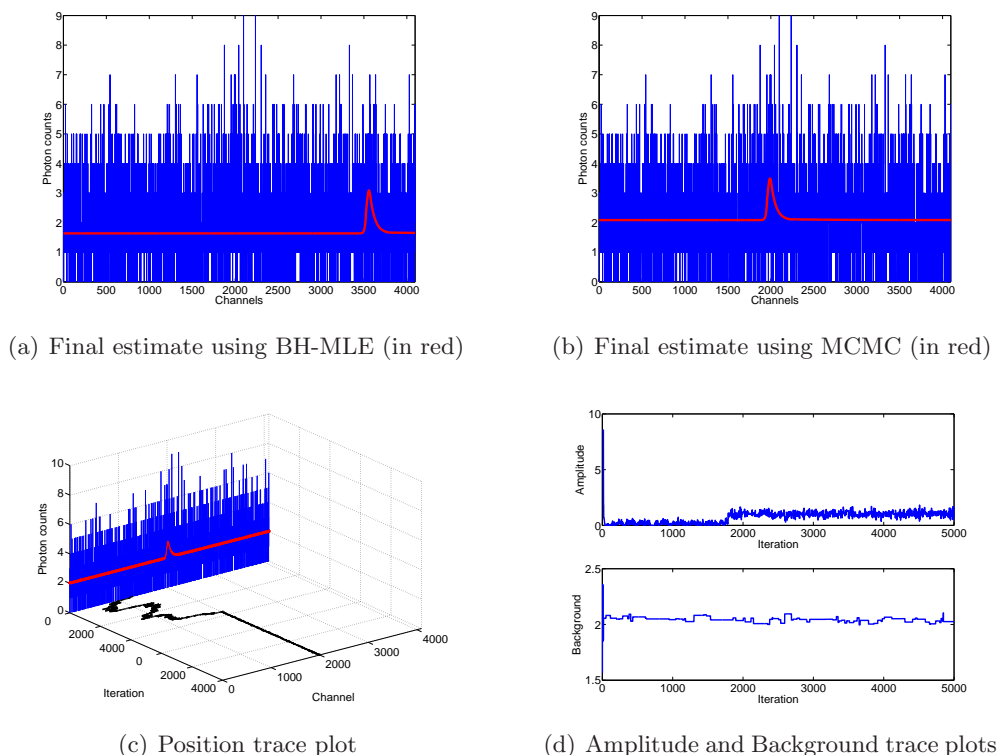 9
8
7
6
5
4
3
2
1
0
Photon counts
0 500 1000 1500 2000 2500 3000 3500 4000
Channels
(a) Final estimate using BH-MLE (in red)
9
8
7
6
5
4
3
2
1
0
Photon counts
0 500 1000 1500 2000 2500 3000 3500 4000
Channels
(b) Final estimate using MCMC (in red)
10
8
6
4
2
0
Photon counts
0
2000
4000
0
2000
4000
Iteration
0
1000
2000
3000
4000
Channel
(c) Position trace plot
10
5
0
Amplitude
0 1000 2000 3000 4000 5000
Iteration
2.5
2
1.5
Background
0 1000 2000 3000 4000 5000
Iteration
(d) Amplitude and Background trace plots